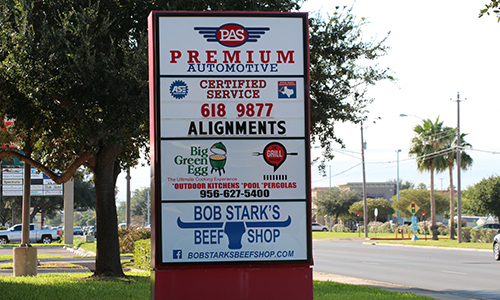 PAS
PREMIUM
AUTOMOTIVE
ASE
CERTIFIED
SERVICE
618 9877
ALIGNMENTS
Big
Green
Egg
The Ultimate Cooking Experience
GRILL
'OUTDOOR KITCHENS 'POOL 'PERGOLAS
956-627-5400
BOB STARK'S
BEEF SHOP
f BOBSTARKSBEEFSHOP.COM